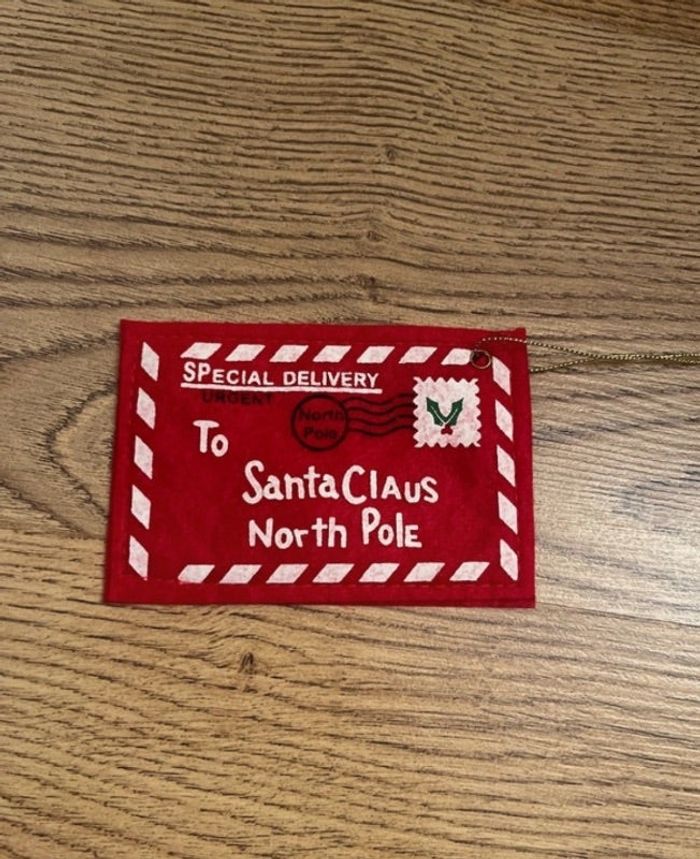 SPECIAL DELIVERY
URGENT
North
Pole
To
Santa Claus
North Pole